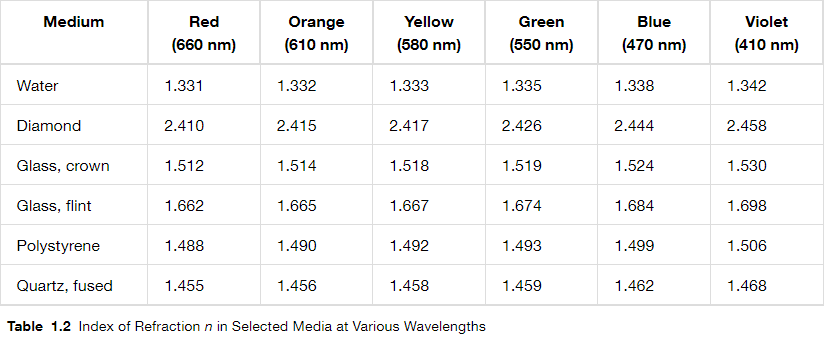 Medium Red (660 nm) Orange (610 nm) Yellow (580 nm) Green (550 nm) Blue (470 nm) Violet (410 nm)
Water 1.331 1.332 1.333 1.335 1.338 1.342
Diamond 2.410 2.415 2.417 2.426 2.444 2.458
Glass, crown 1.512 1.514 1.518 1.519 1.524 1.530
Glass, flint 1.662 1.665 1.667 1.674 1.684 1.698
Polystyrene 1.488 1.490 1.492 1.493 1.499 1.506
Quartz, fused 1.455 1.456 1.458 1.459 1.462 1.468
Table 1.2 Index of Refraction n in Selected Media at Various Wavelengths